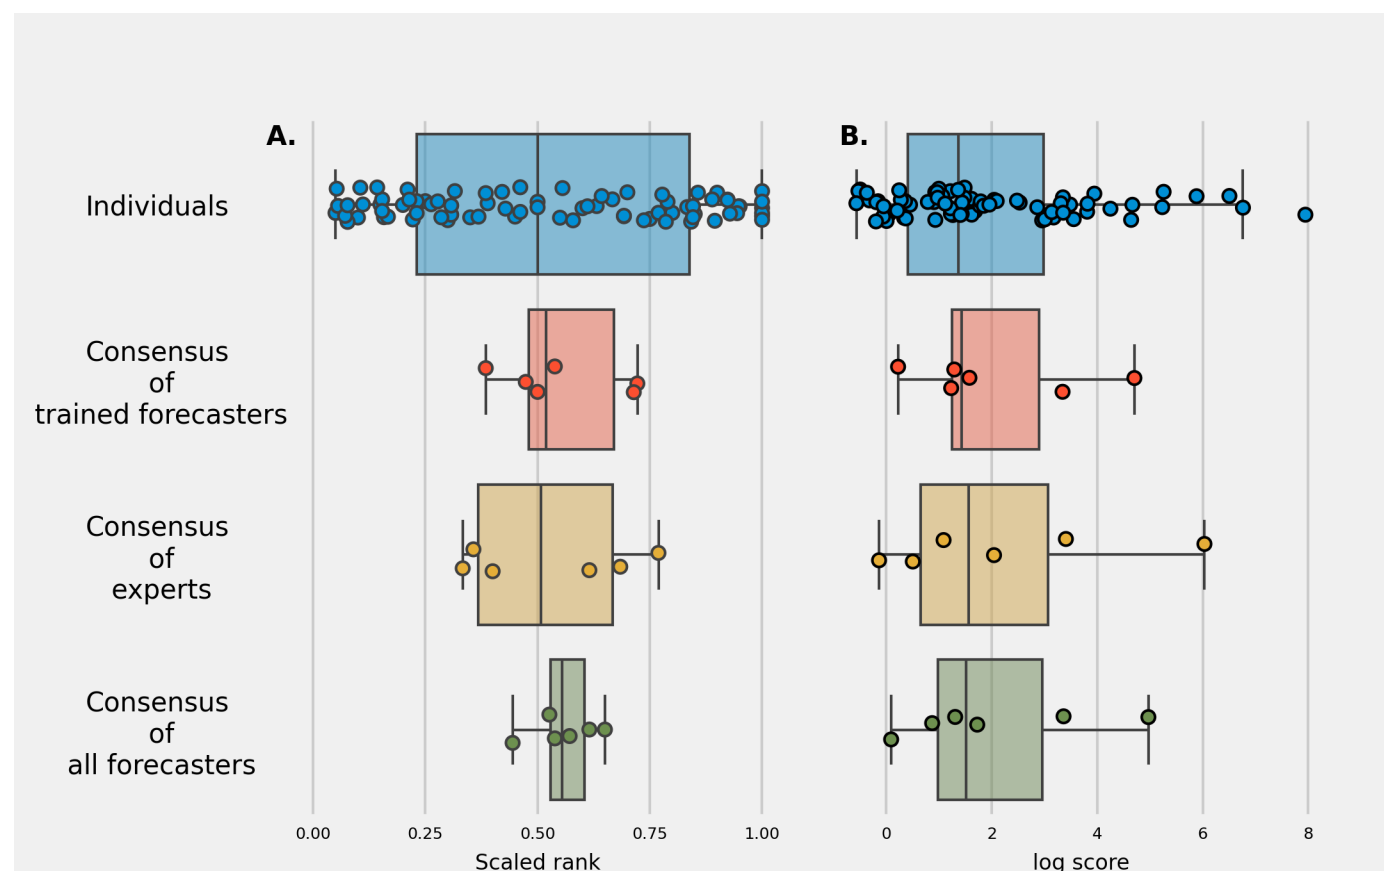 A.
B.
Individuals
Consensus
of
trained forecasters
Consensus
of
experts
Consensus
of
all forecasters
0.00 0.25 0.50 0.75 1.00
0 2 4 6 8
Scaled rank
log score